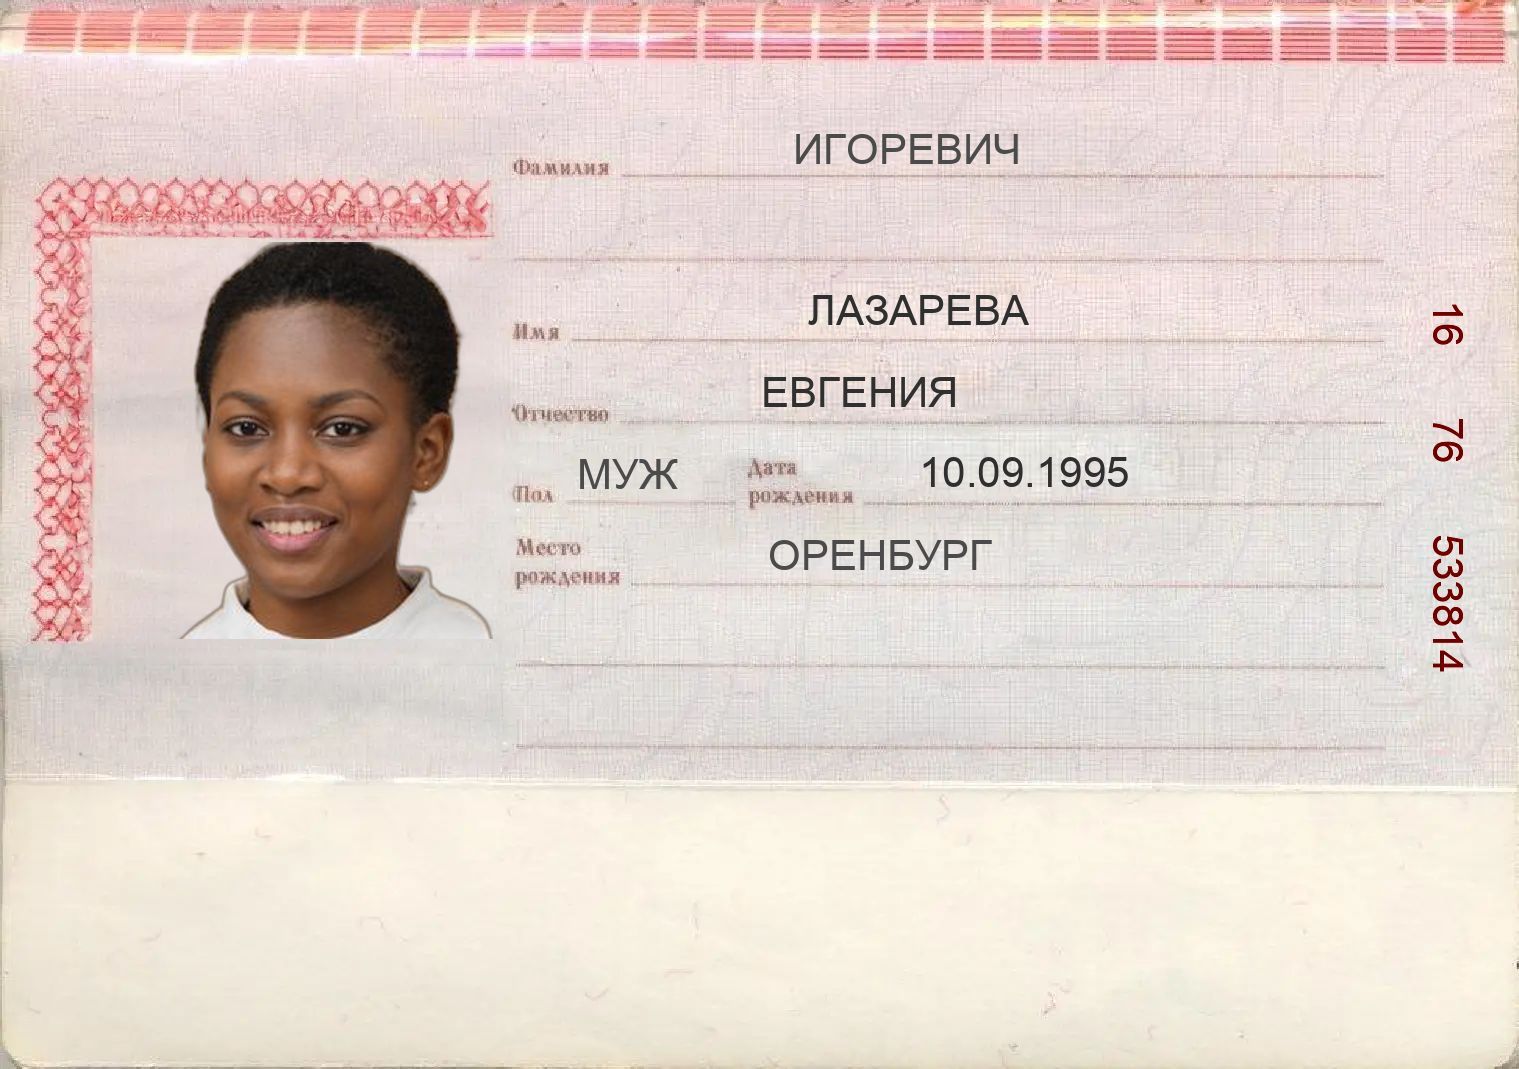 Фамилия ИГОРЕВИЧ
Имя ЛАЗАРЕВА
Отчество ЕВГЕНИЯ
Пол МУЖ Дата рождения 10.09.1995
Место рождения ОРЕНБУРГ
16 76 533814